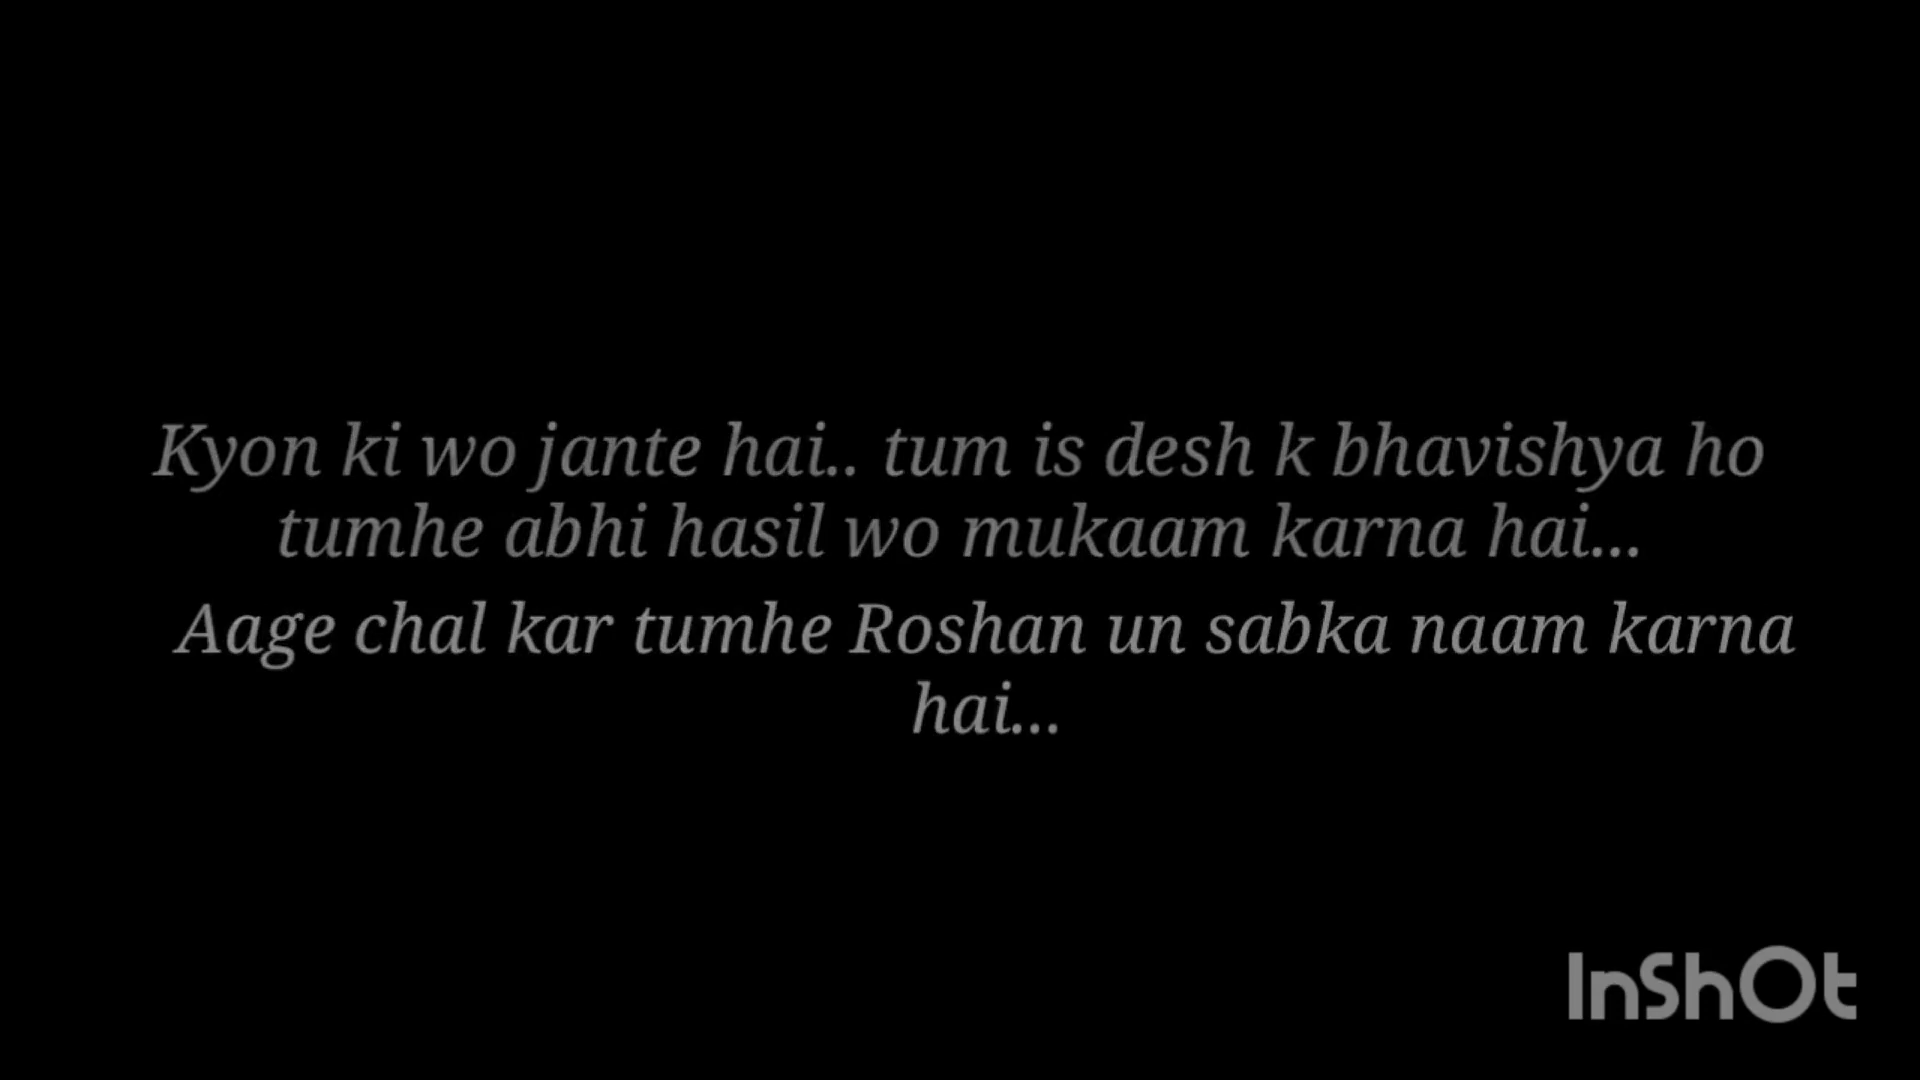 Kyon ki wo jante hai.. tum is desh k bhavishya ho
tumhe abhi hasil wo mukaam karna hai...
Aage chal kar tumhe Roshan un sabka naam karna
hai...
InShOt